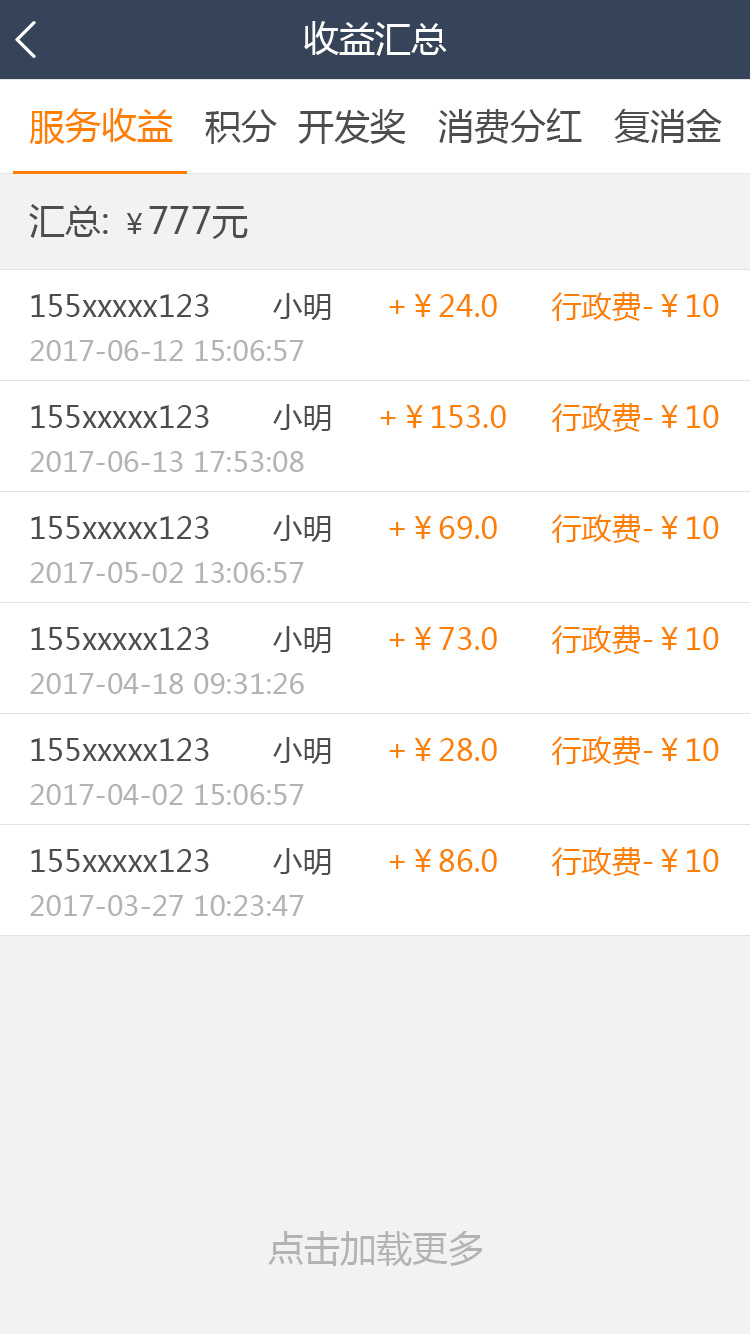 收益汇总
服务收益 积分 开发奖 消费分红 复消金
汇总: ¥777元
155xxxxx123 小明 +¥24.0 行政费-¥10
2017-06-12 15:06:57
155xxxxx123 小明 +¥153.0 行政费-¥10
2017-06-13 17:53:08
155xxxxx123 小明 +¥69.0 行政费-¥10
2017-05-02 13:06:57
155xxxxx123 小明 +¥73.0 行政费-¥10
2017-04-18 09:31:26
155xxxxx123 小明 +¥28.0 行政费-¥10
2017-04-02 15:06:57
155xxxxx123 小明 +¥86.0 行政费-¥10
2017-03-27 10:23:47
点击加载更多